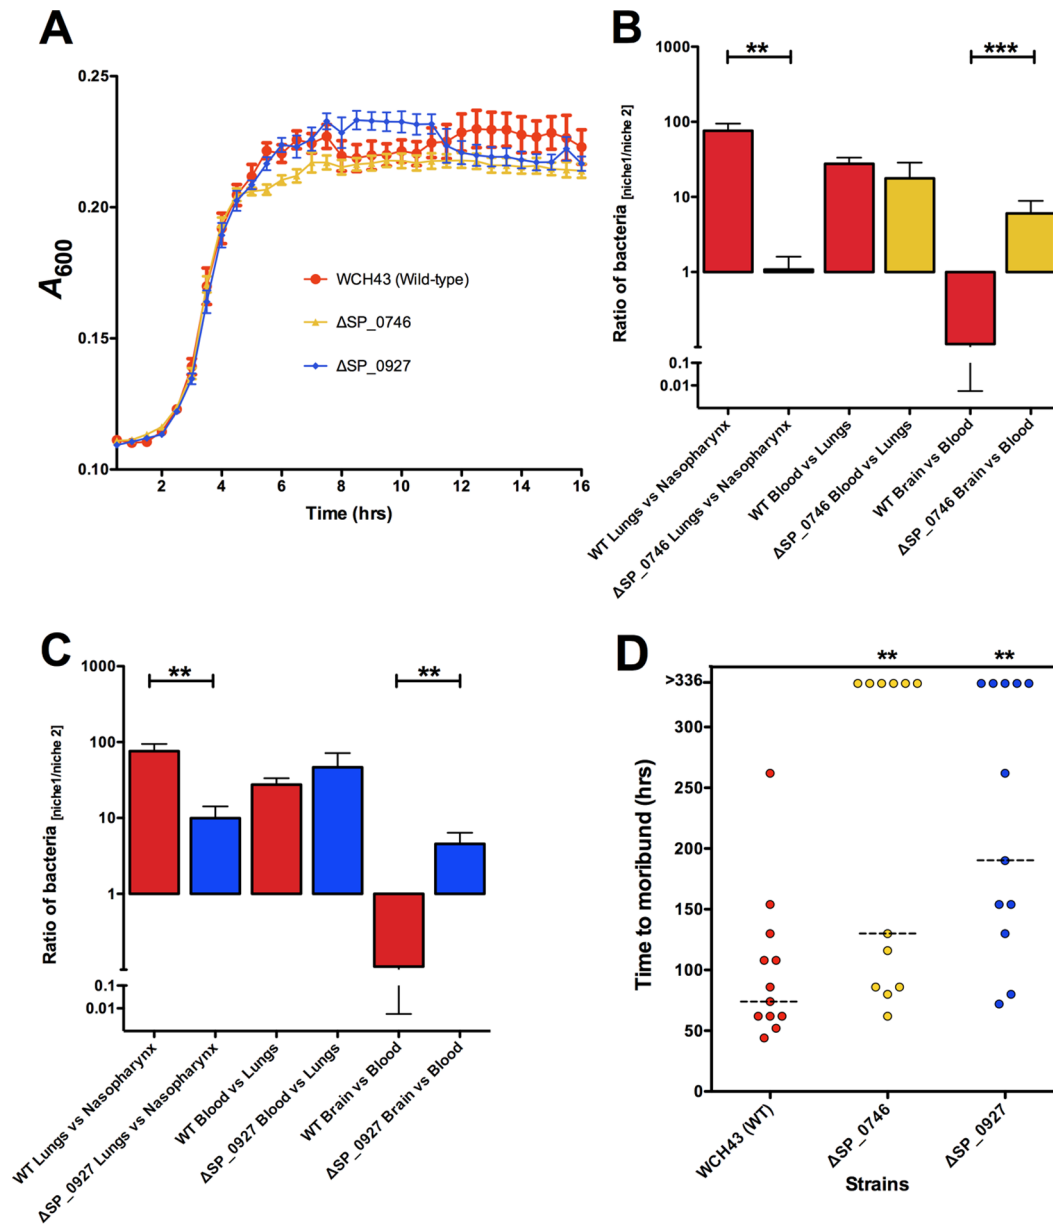 A
0.25
0.20
0.15
0.10
A600
2
4
6
8
10
12
14
16
Time (hrs)
WCH43 (Wild-type)
ΔSP_0746
ΔSP_0927
B
1000
100
10
1
0.1
0.01
Ratio of bacteria [niche1/niche 2]
**
***
WT Lungs vs Nasopharynx
ΔSP_0746 Lungs vs Nasopharynx
WT Blood vs Lungs
ΔSP_0746 Blood vs Lungs
WT Brain vs Blood
ΔSP_0746 Brain vs Blood
C
1000
100
10
1
0.1
0.01
Ratio of bacteria [niche1/niche 2]
**
**
WT Lungs vs Nasopharynx
ΔSP_0927 Lungs vs Nasopharynx
WT Blood vs Lungs
ΔSP_0927 Blood vs Lungs
WT Brain vs Blood
ΔSP_0927 Brain vs Blood
D
**
**
>336
300
250
200
150
100
50
0
Time to moribund (hrs)
WCH43 (WT)
ΔSP_0746
ΔSP_0927
Strains